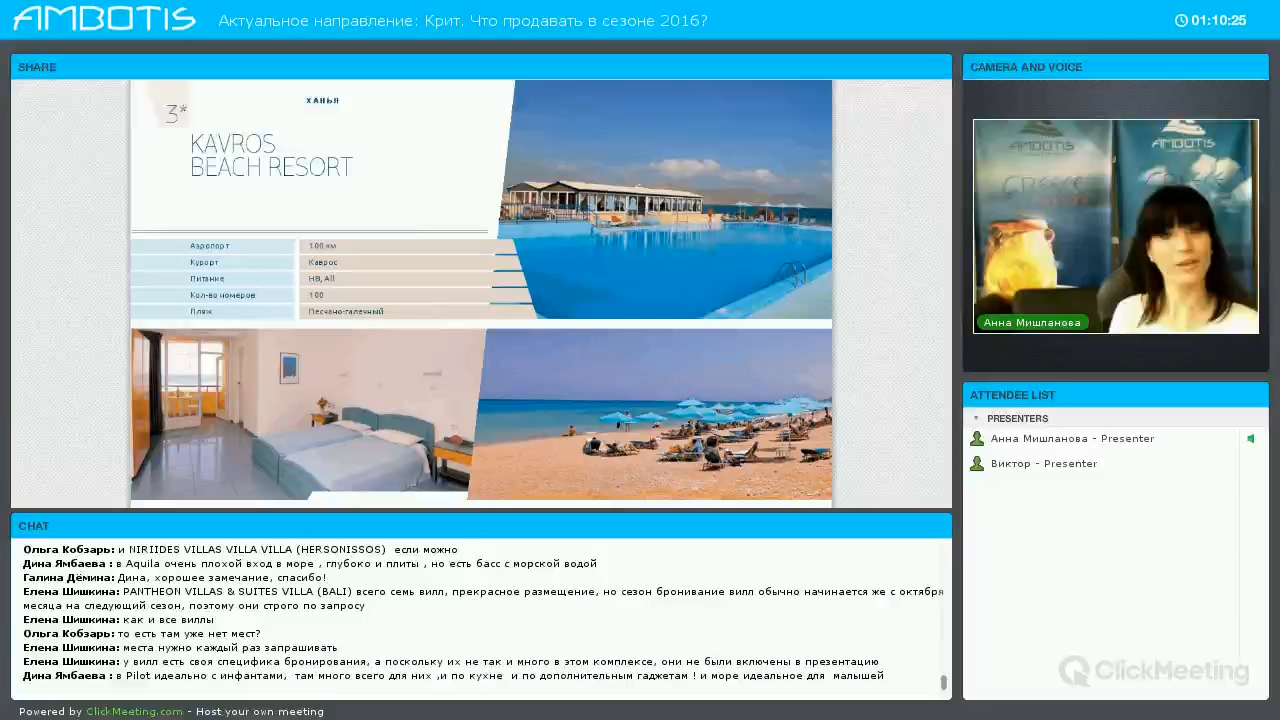 AMBOTIS
Актуальное направление: Крит. Что продавать в сезоне 2016?
01:10:25
SHARE
3*
ХАНЬЯ
KAVROS
BEACH RESORT
Аэропорт 100 км
Курорт Каврос
Питание HB, All
Кол-во номеров 100
Пляж Песчано-галечный
CAMERA AND VOICE
AMBOTIS
AMBOTIS
GREECE
Анна Мишланова
ATTENDEE LIST
PRESENTERS
Анна Мишланова - Presenter
Виктор - Presenter
CHAT
Ольга Кобзарь: и NIRIIDES VILLAS VILLA VILLA (HERSONISSOS) если можно
Дина Ямбаева : в Aquila очень плохой вход в море , глубоко и плиты , но есть басс с морской водой
Галина Дёмина: Дина, хорошее замечание, спасибо!
Елена Шишкина: PANTHEON VILLAS & SUITES VILLA (BALI) всего семь вилл, прекрасное размещение, но сезон бронивание вилл обычно начинается же с октября
месяца на следующий сезон, поэтому они строго по запросу
Елена Шишкина: как и все виллы
Ольга Кобзарь: то есть там уже нет мест?
Елена Шишкина: места нужно каждый раз запрашивать
Елена Шишкина: у вилл есть своя специфика бронирования, а поскольку их не так и много в этом комплексе, они не были включены в презентацию
Дина Ямбаева : в Pilot идеально с инфантами, там много всего для них ,и по кухне и по дополнительным гаджетам ! и море идеальное для малышей
ClickMeeting
Powered by ClickMeeting.com - Host your own meeting